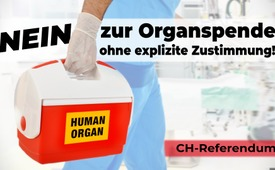 NEIN zur Organspende
ohne explizite Zustimmung!
HUMAN
ORGAN
CH-Referendum